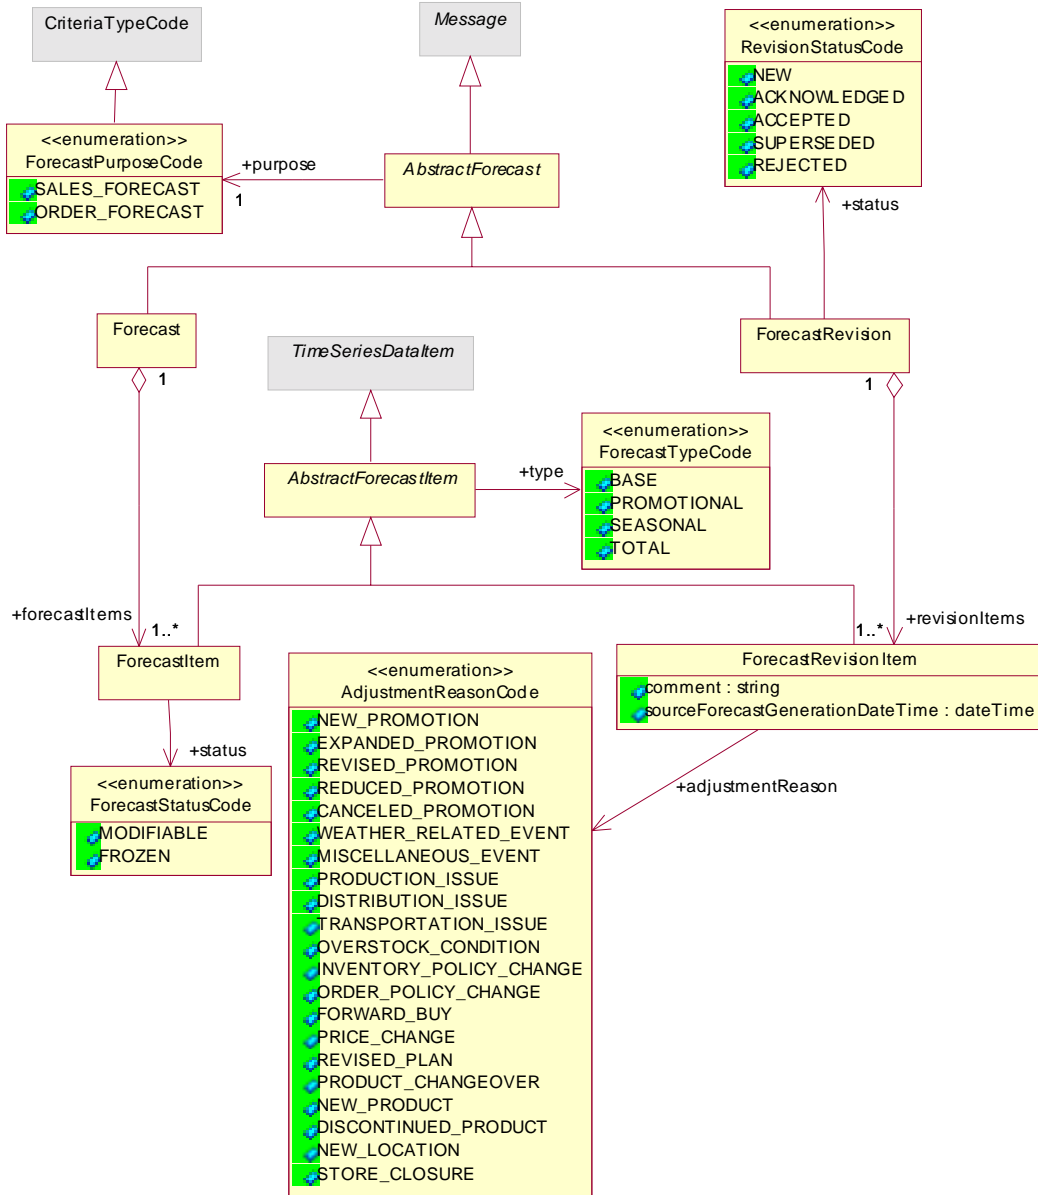 CriteriaTypeCode
Message
<<enumeration>>
RevisionStatusCode
NEW
ACKNOWLEDGED
ACCEPTED
SUPERSEDED
REJECTED
<<enumeration>>
ForecastPurposeCode
SALES_FORECAST
ORDER_FORECAST
+purpose
1
AbstractForecast
+status
Forecast
1
ForecastRevision
1
TimeSeriesDataItem
AbstractForecastItem
+type
<<enumeration>>
ForecastTypeCode
BASE
PROMOTIONAL
SEASONAL
TOTAL
+forecastItems
1..*
ForecastItem
+status
<<enumeration>>
ForecastStatusCode
MODIFIABLE
FROZEN
1..*
+revisionItems
ForecastRevisionItem
comment : string
sourceForecastGenerationDateTime : dateTime
+adjustmentReason
<<enumeration>>
AdjustmentReasonCode
NEW_PROMOTION
EXPANDED_PROMOTION
REVISED_PROMOTION
REDUCED_PROMOTION
CANCELED_PROMOTION
WEATHER_RELATED_EVENT
MISCELLANEOUS_EVENT
PRODUCTION_ISSUE
DISTRIBUTION_ISSUE
TRANSPORTATION_ISSUE
OVERSTOCK_CONDITION
INVENTORY_POLICY_CHANGE
ORDER_POLICY_CHANGE
FORWARD_BUY
PRICE_CHANGE
REVISED_PLAN
PRODUCT_CHANGEOVER
NEW_PRODUCT
DISCONTINUED_PRODUCT
NEW_LOCATION
STORE_CLOSURE